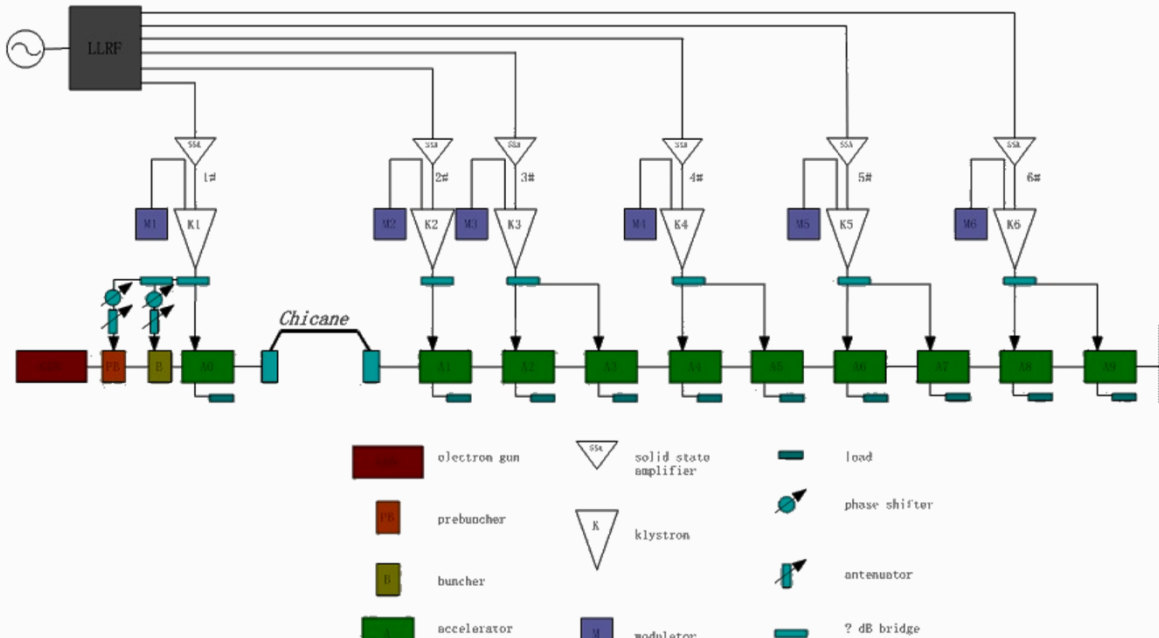 LLRF
SSA
SSA
SSA
SSA
SSA
SSA
1#
2#
3#
4#
5#
6#
M1
K1
M2
K2
M3
K3
M4
K4
M5
K5
M6
K6
Chicane
PB
B
A0
A1
A2
A3
A4
A5
A6
A7
A8
A9
electron gun
SSA
solid state
amplifier
load
PB
prebuncher
K
klystron
phase shifter
B
buncher
antenuator
A
accelerator
M
modulator
? dB bridge